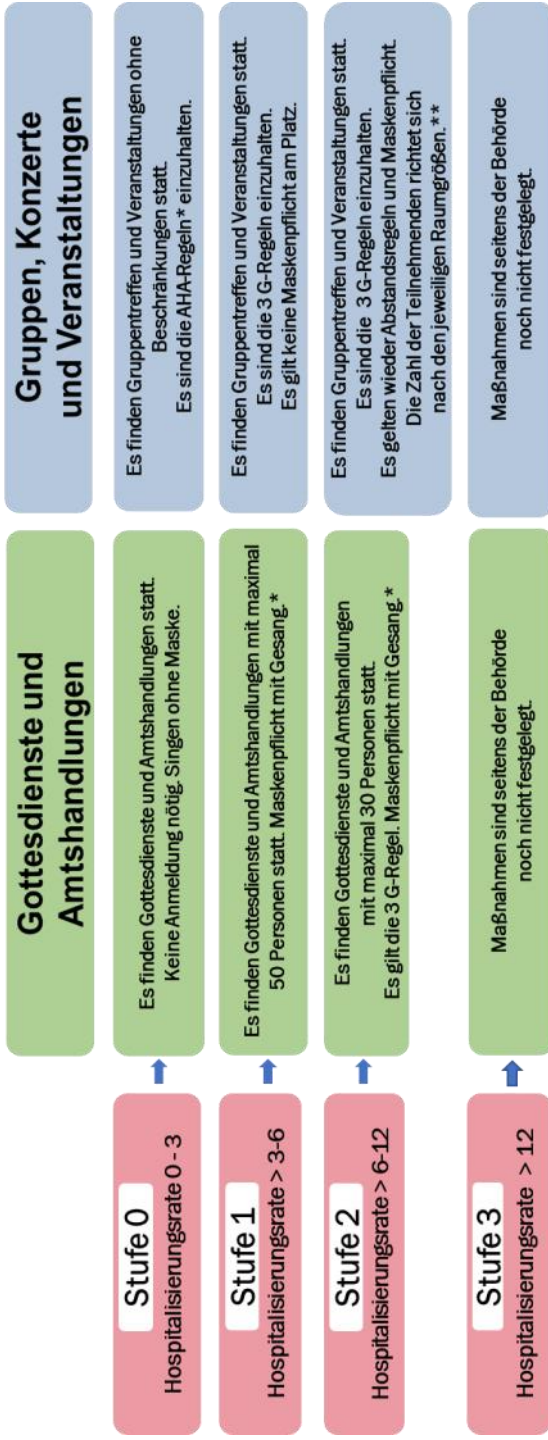 Gottesdienste und
Amtshandlungen
Gruppen, Konzerte
und Veranstaltungen
Stufe 0
Hospitalisierungsrate 0 - 3
Es finden Gottesdienste und Amtshandlungen statt.
Keine Anmeldung nötig. Singen ohne Maske.
Es finden Gruppentreffen und Veranstaltungen ohne
Beschränkungen statt.
Es sind die AHA-Regeln* einzuhalten.
Stufe 1
Hospitalisierungsrate > 3-6
Es finden Gottesdienste und Amtshandlungen mit maximal
50 Personen statt. Maskenpflicht mit Gesang.*
Es finden Gruppentreffen und Veranstaltungen statt.
Es sind die 3 G-Regeln einzuhalten.
Es gilt keine Maskenpflicht am Platz.
Stufe 2
Hospitalisierungsrate > 6-12
Es finden Gottesdienste und Amtshandlungen
mit maximal 30 Personen statt.
Es gilt die 3 G-Regel. Maskenpflicht mit Gesang.*
Es finden Gruppentreffen und Veranstaltungen statt.
Es sind die 3 G-Regeln einzuhalten.
Es gelten wieder Abstandsregeln und Maskenpflicht.
Die Zahl der Teilnehmenden richtet sich
nach den jeweiligen Raumgrößen.**
Stufe 3
Hospitalisierungsrate > 12
Maßnahmen sind seitens der Behörde
noch nicht festgelegt.
Maßnahmen sind seitens der Behörde
noch nicht festgelegt.